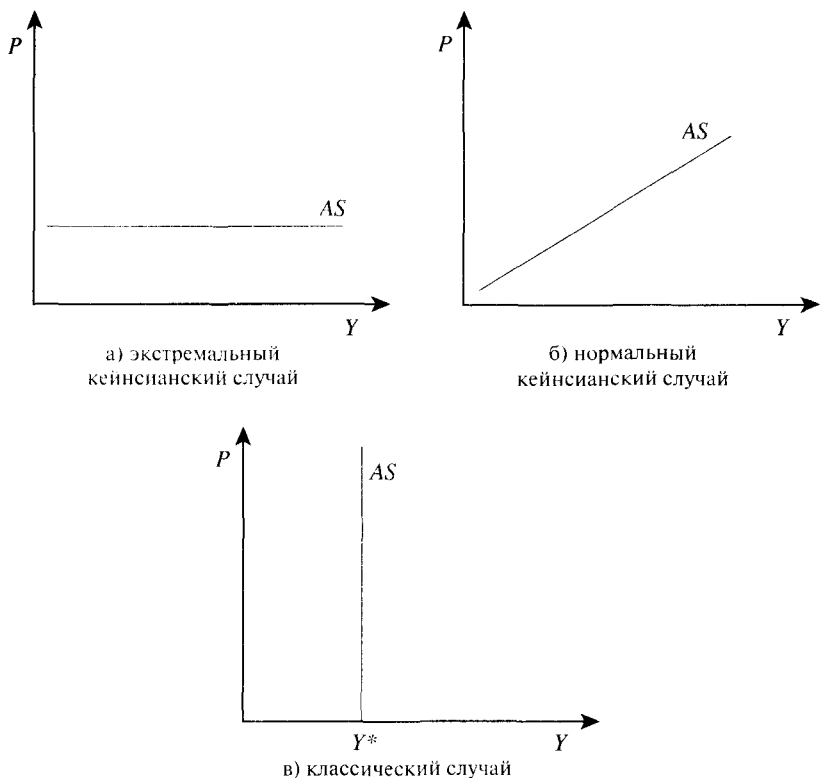 P
AS
Y
а) экстремальный
кейнсианский случай
P
AS
Y
б) нормальный
кейнсианский случай
P
AS
Y*
Y
в) классический случай